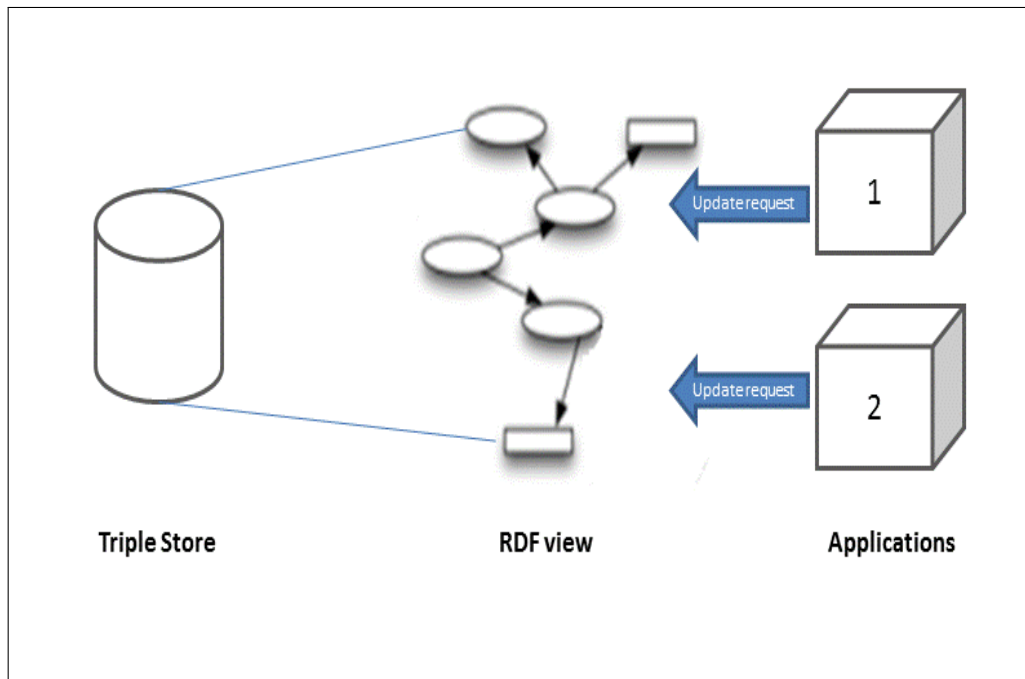 1
Update request
2
Update request
Triple Store
RDF view
Applications